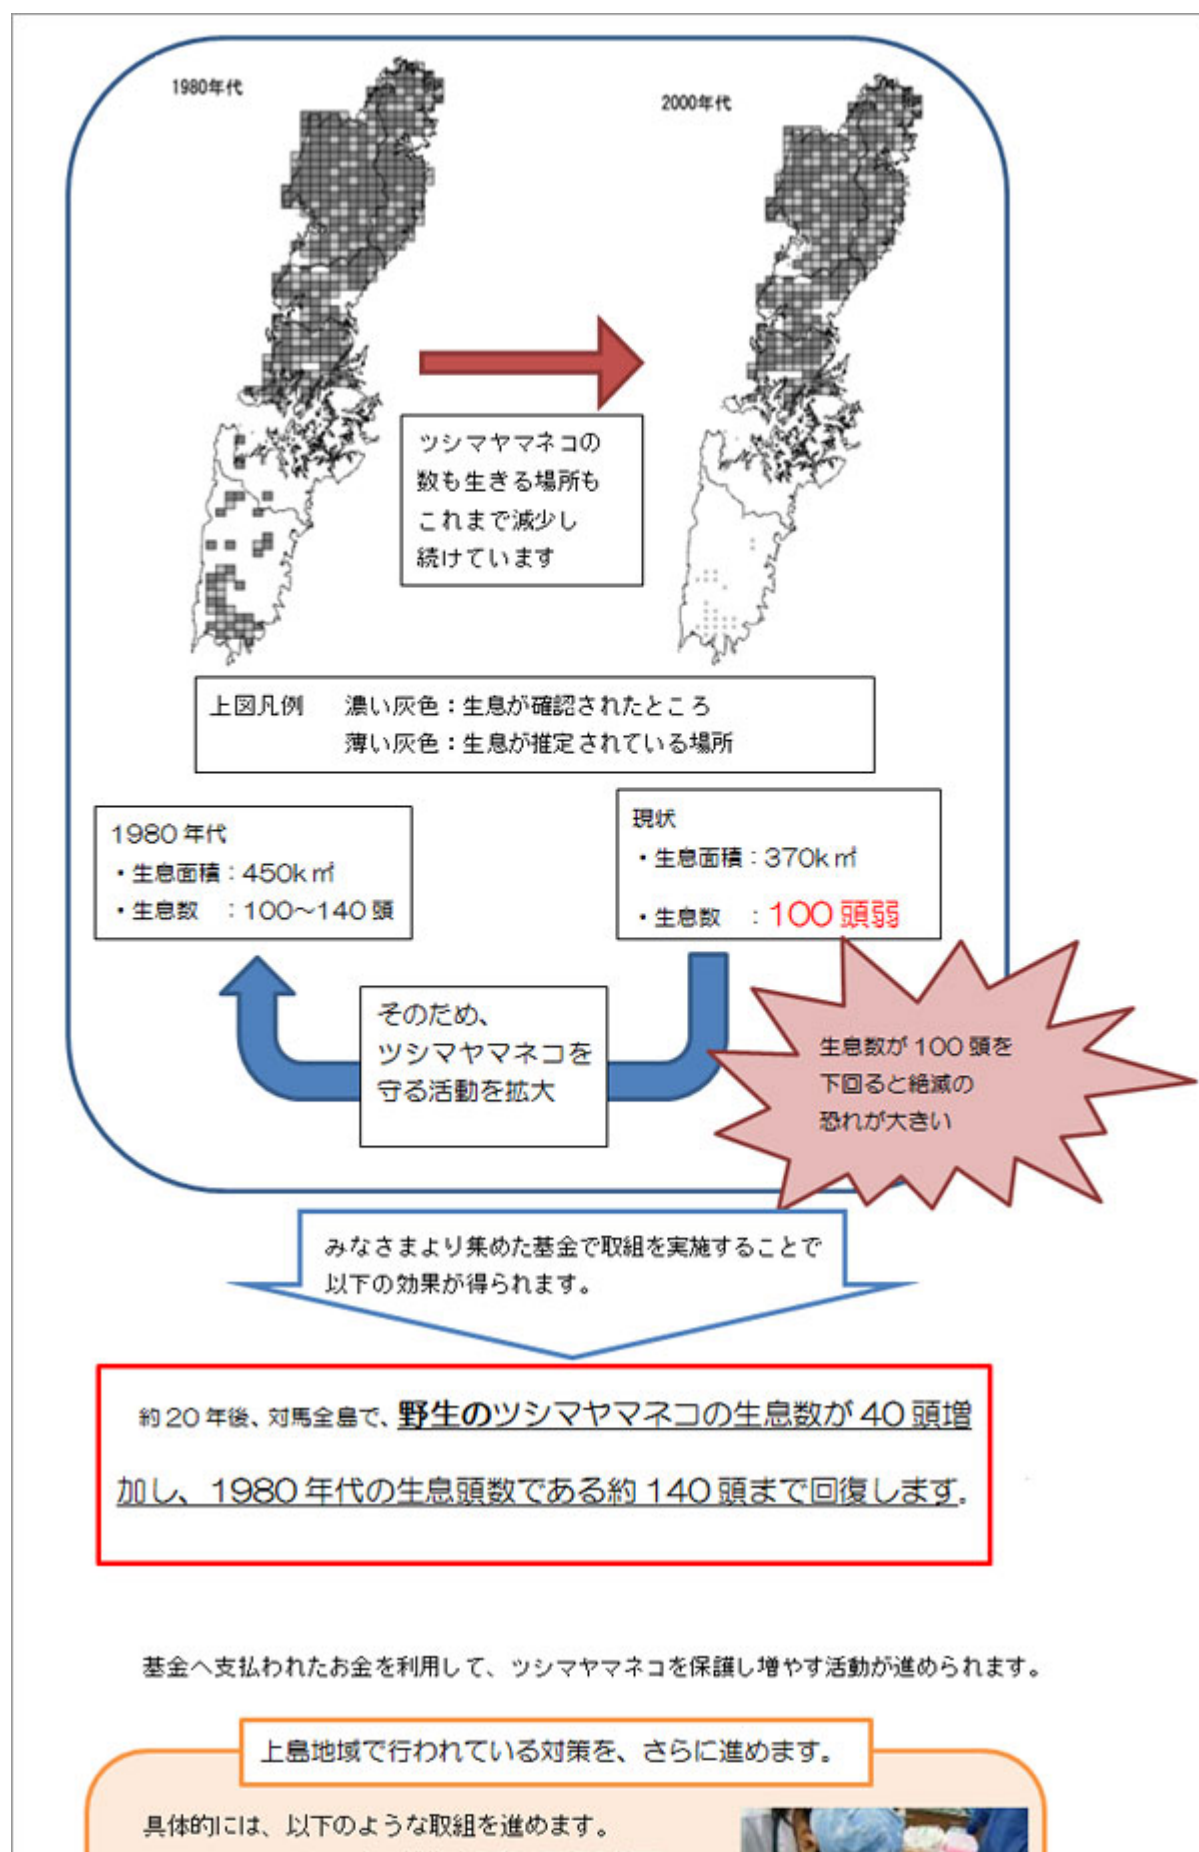 1980年代
2000年代
ツシマヤマネコの
数も生きる場所も
これまで減少し
続けています
上図凡例 濃い灰色：生息が確認されたところ
薄い灰色：生息が推定されている場所
1980年代
・生息面積：450k㎡
・生息数 ：100～140頭
現状
・生息面積：370k㎡
・生息数 ：100頭弱
そのため、
ツシマヤマネコを
守る活動を拡大
生息数が100頭を
下回ると絶滅の
恐れが大きい
みなさまより集めた基金で取組を実施することで
以下の効果が得られます。
約20年後、対馬全島で、野生のツシマヤマネコの生息数が40頭増
加し、1980年代の生息頭数である約140頭まで回復します。
基金へ支払われたお金を利用して、ツシマヤマネコを保護し増やす活動が進められます。
上島地域で行われている対策を、さらに進めます。
具体的には、以下のような取組を進めます。